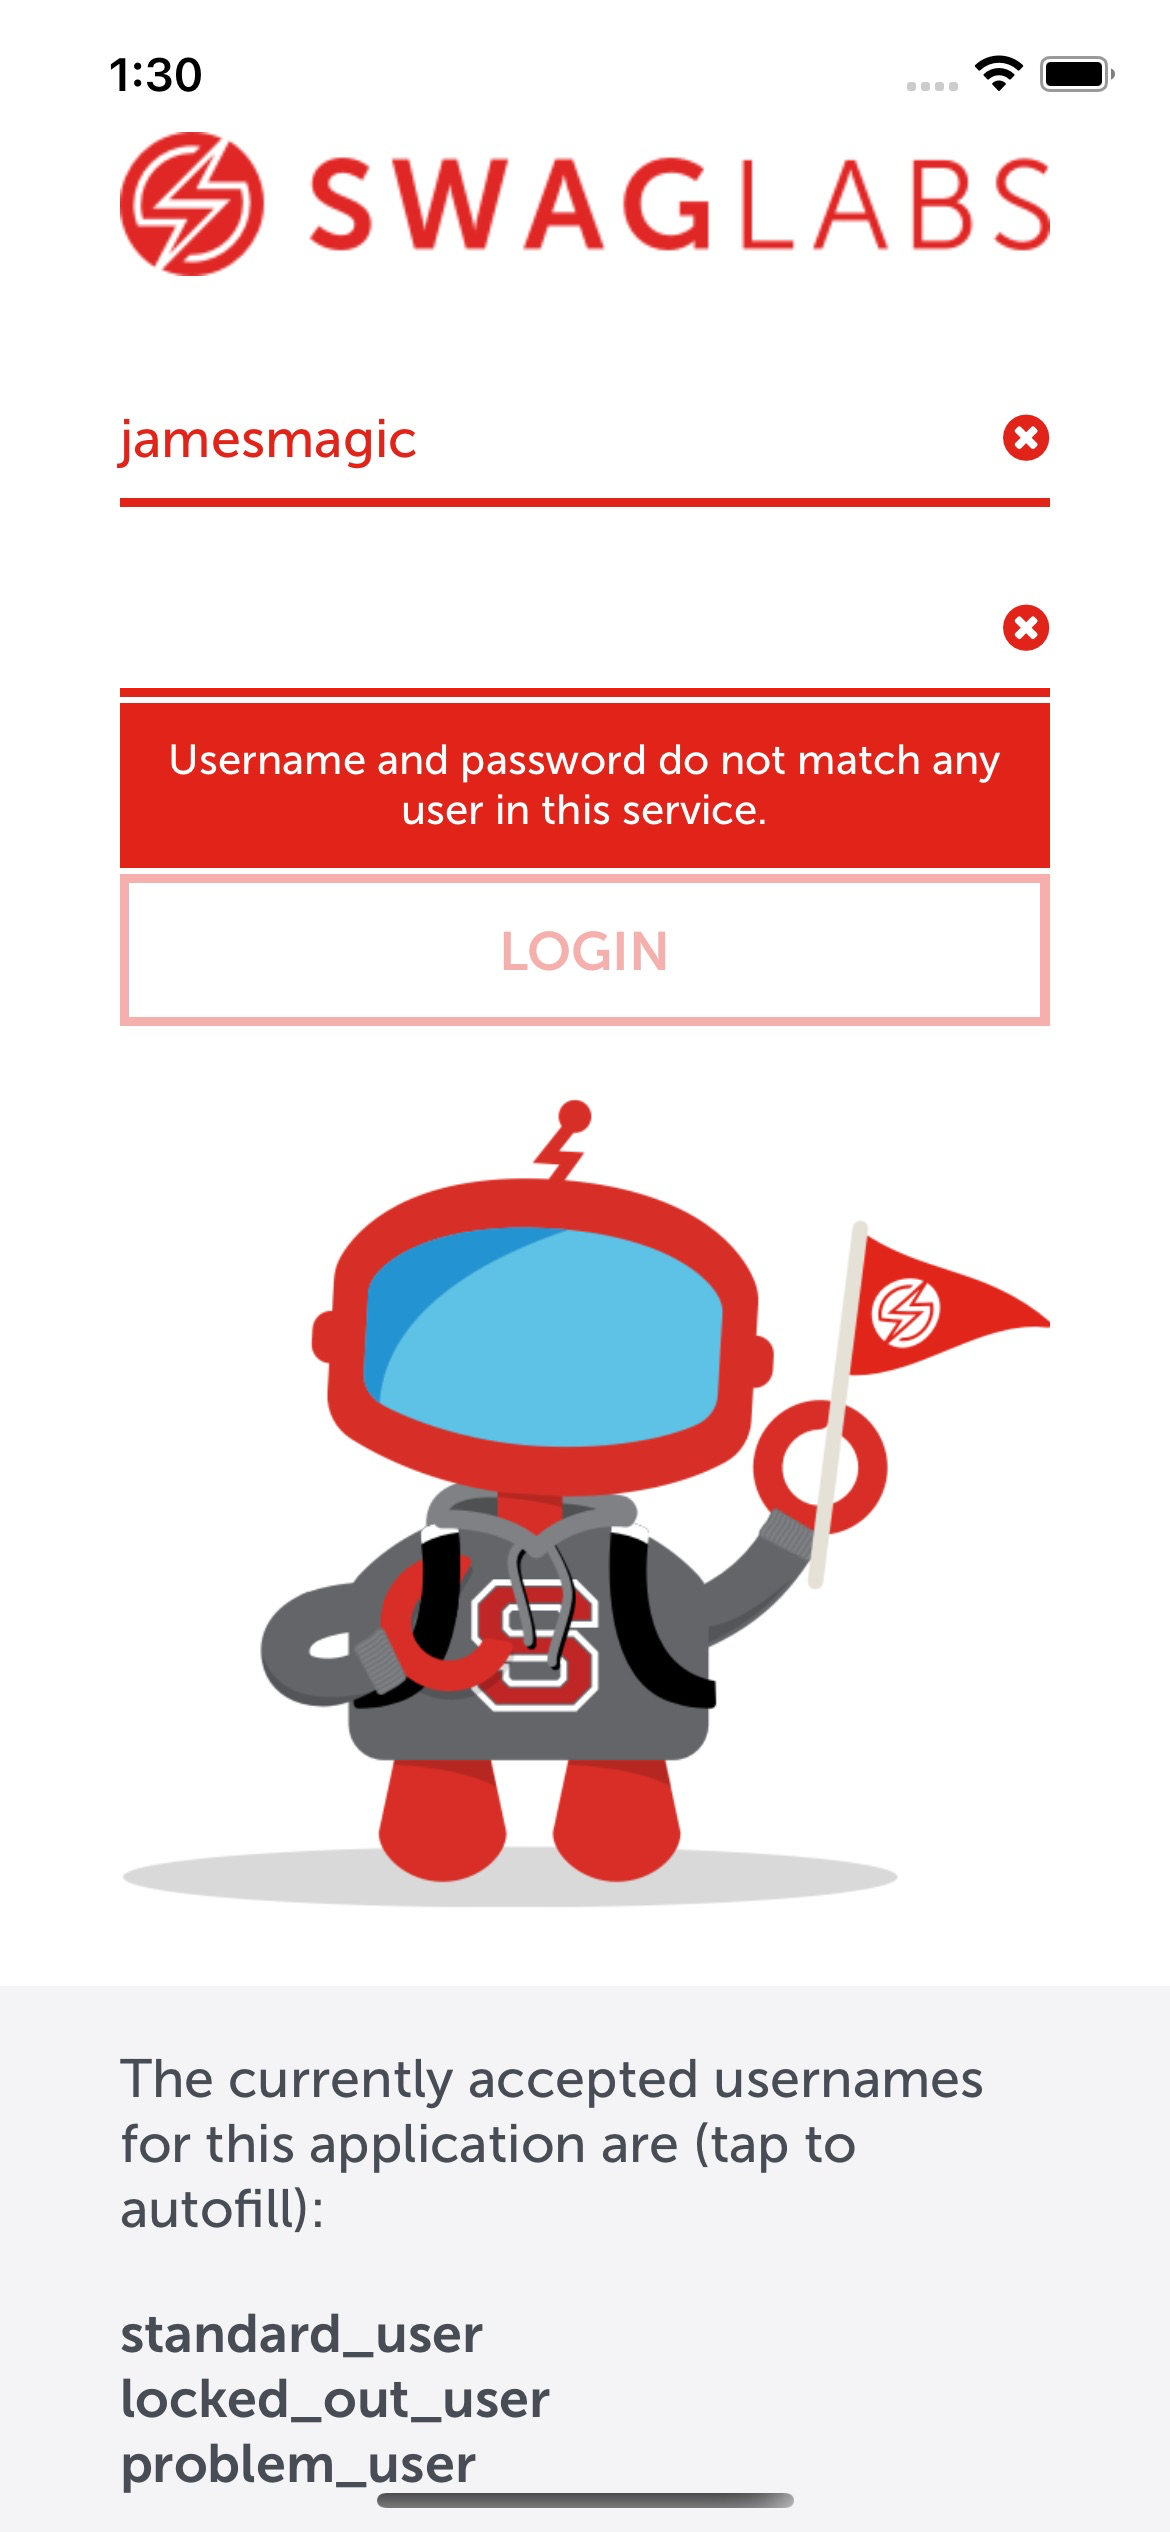 1:30
SWAGLABS
jamesmagic
Username and password do not match any
user in this service.
LOGIN
S
The currently accepted usernames
for this application are (tap to
autofill):
standard_user
locked_out_user
problem_user